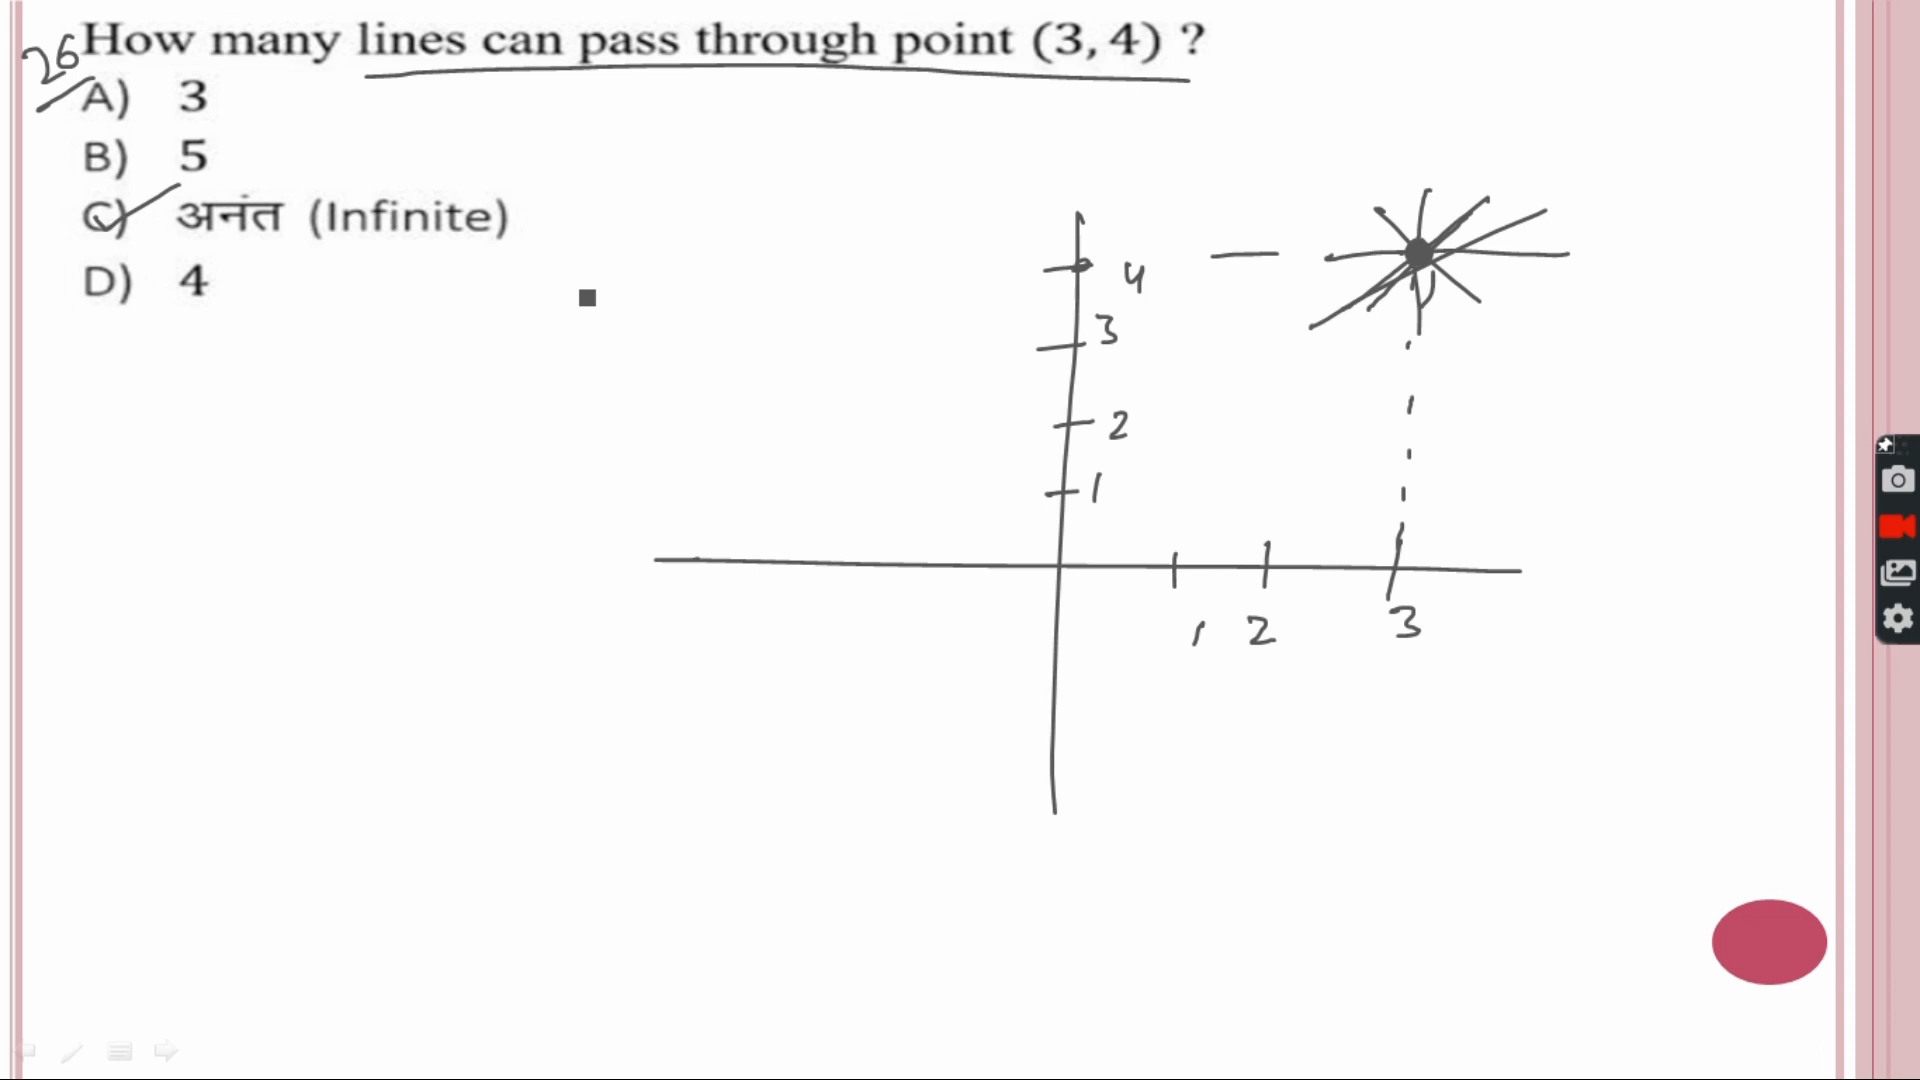 26 How many lines can pass through point (3, 4) ?
A) 3
B) 5
C) अनंत (Infinite)
D) 4
4
3
2
1
1 2 3